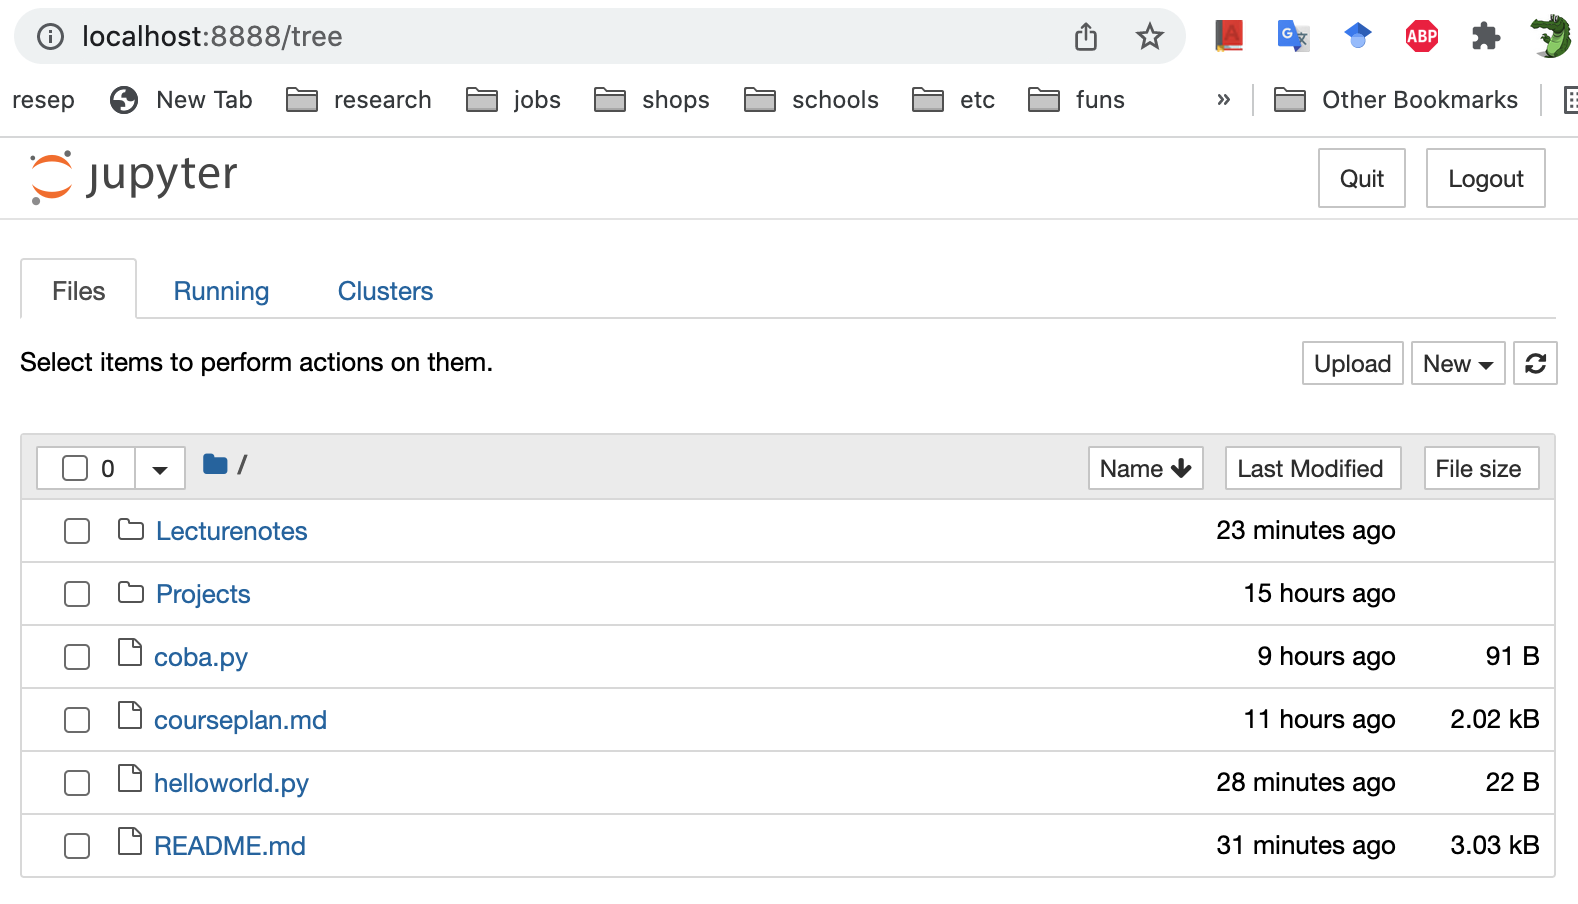 localhost:8888/tree
A
G
ABP
resep New Tab research jobs shops schools etc funs » Other Bookmarks
jupyter Quit Logout
Files Running Clusters
Select items to perform actions on them. Upload New
0 / Name Last Modified File size
Lecturenotes 23 minutes ago
Projects 15 hours ago
coba.py 9 hours ago 91 B
courseplan.md 11 hours ago 2.02 kB
helloworld.py 28 minutes ago 22 B
README.md 31 minutes ago 3.03 kB